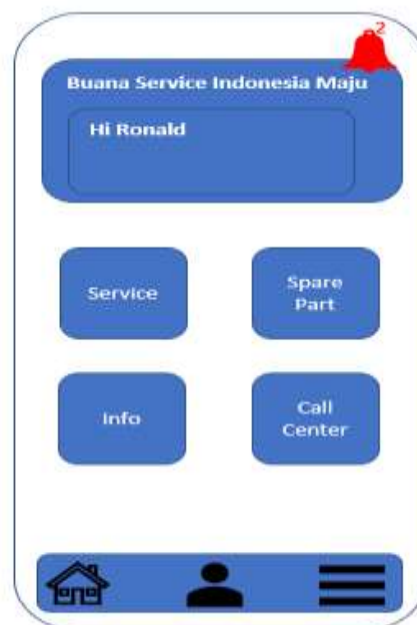 2
Buana Service Indonesia Maju
Hi Ronald
Service
Spare
Part
Info
Call
Center